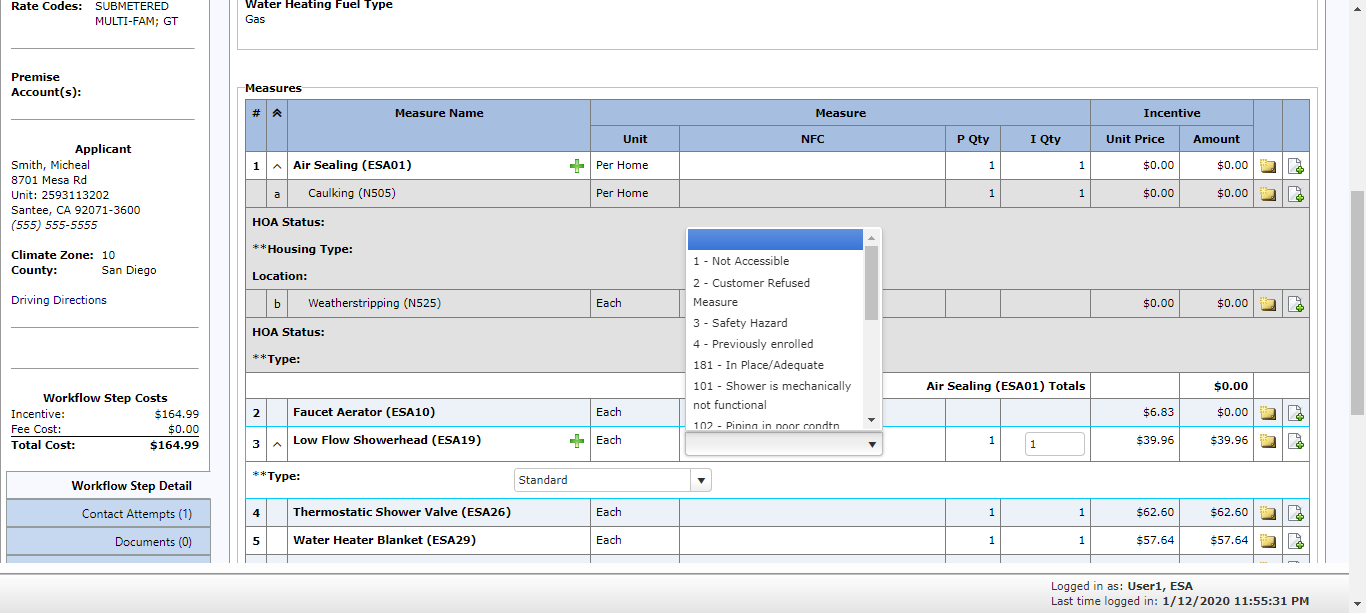 Rate Codes: SUBMETERED
MULTI-FAM; GT
Premise
Account(s):
Applicant
Smith, Micheal
8701 Mesa Rd
Unit: 2593113202
Santee, CA 92071-3600
(555) 555-5555
Climate Zone: 10
County: San Diego
Driving Directions
Workflow Step Costs
Incentive: $164.99
Fee Cost: $0.00
Total Cost: $164.99
Workflow Step Detail
Contact Attempts (1)
Documents (0)
Water Heating Fuel Type
Gas
Measures
# Measure Name Measure Incentive
Unit NFC P Qty I Qty Unit Price Amount
1 Air Sealing (ESA01) Per Home 1 1 $0.00 $0.00
a Caulking (N505) Per Home 1 1 $0.00 $0.00
HOA Status:
**Housing Type:
Location:
b Weatherstripping (N525) Each $0.00 $0.00
HOA Status:
**Type:
1 - Not Accessible
2 - Customer Refused
Measure
3 - Safety Hazard
4 - Previously enrolled
181 - In Place/Adequate
101 - Shower is mechanically
not functional
102 - Piping in poor condtn
Air Sealing (ESA01) Totals $0.00
2 Faucet Aerator (ESA10) Each $6.83 $0.00
3 Low Flow Showerhead (ESA19) Each 1 1 $39.96 $39.96
**Type: Standard
4 Thermostatic Shower Valve (ESA26) Each 1 1 $62.60 $62.60
5 Water Heater Blanket (ESA29) Each 1 1 $57.64 $57.64
Logged in as: User1, ESA
Last time logged in: 1/12/2020 11:55:31 PM